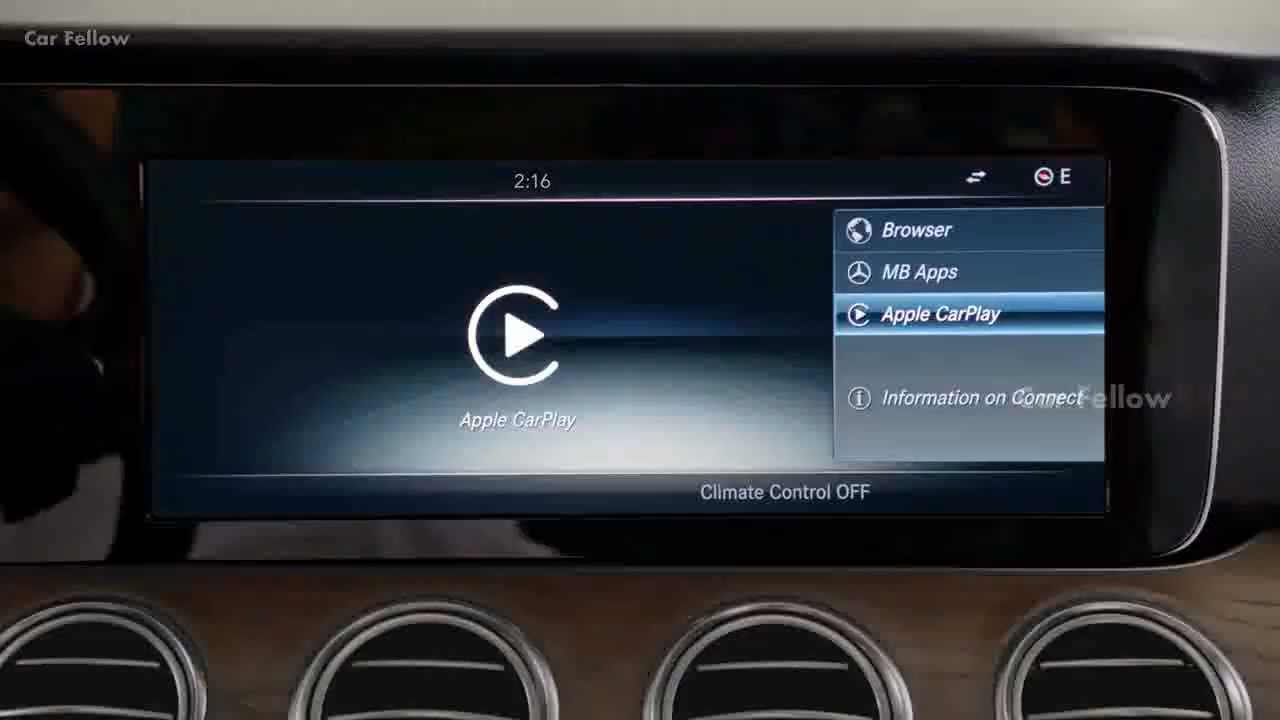 Car Fellow
2:16
E
Browser
MB Apps
Apple CarPlay
Information on Connect
Car Fellow
Apple CarPlay
Climate Control OFF